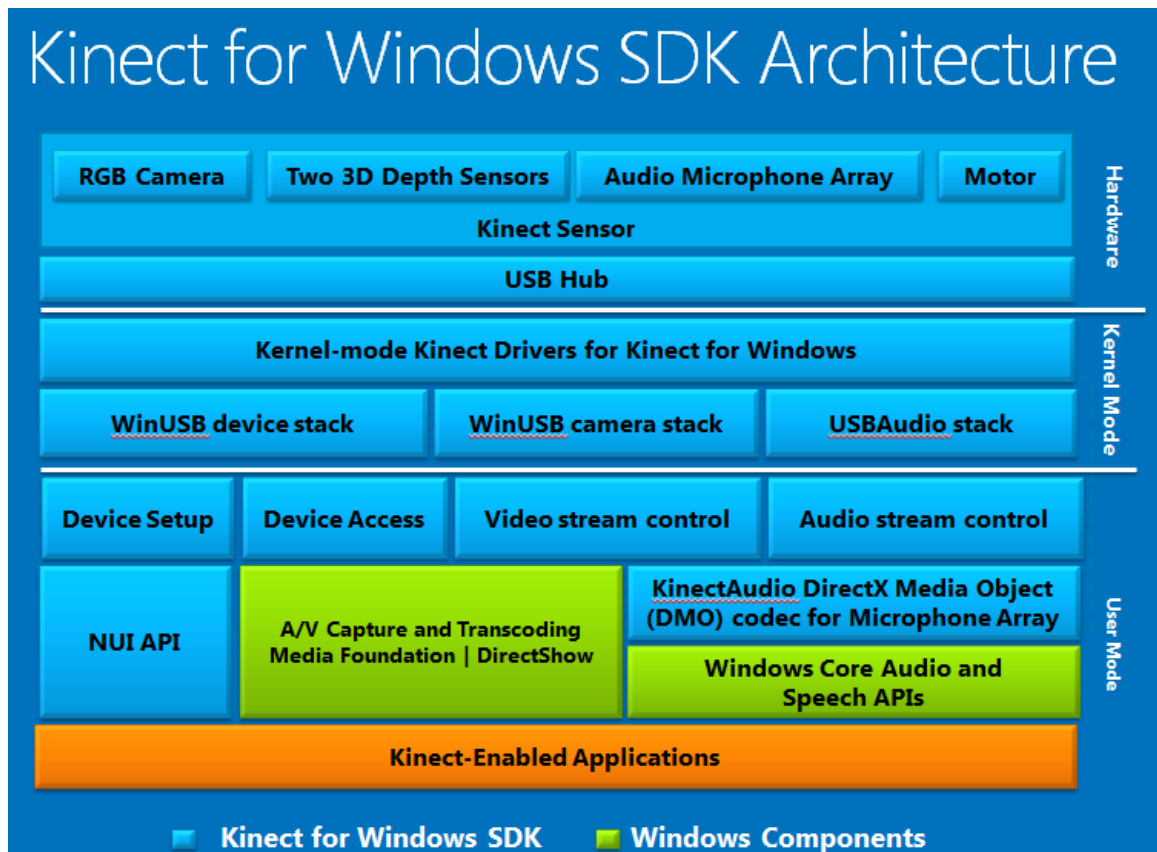 Kinect for Windows SDK Architecture
RGB Camera
Two 3D Depth Sensors
Audio Microphone Array
Motor
Kinect Sensor
USB Hub
Hardware
Kernel-mode Kinect Drivers for Kinect for Windows
WinUSB device stack
WinUSB camera stack
USBAudio stack
Kernel Mode
Device Setup
Device Access
Video stream control
Audio stream control
NUI API
A/V Capture and Transcoding
Media Foundation | DirectShow
KinectAudio DirectX Media Object
(DMO) codec for Microphone Array
Windows Core Audio and
Speech APIs
User Mode
Kinect-Enabled Applications
Kinect for Windows SDK
Windows Components